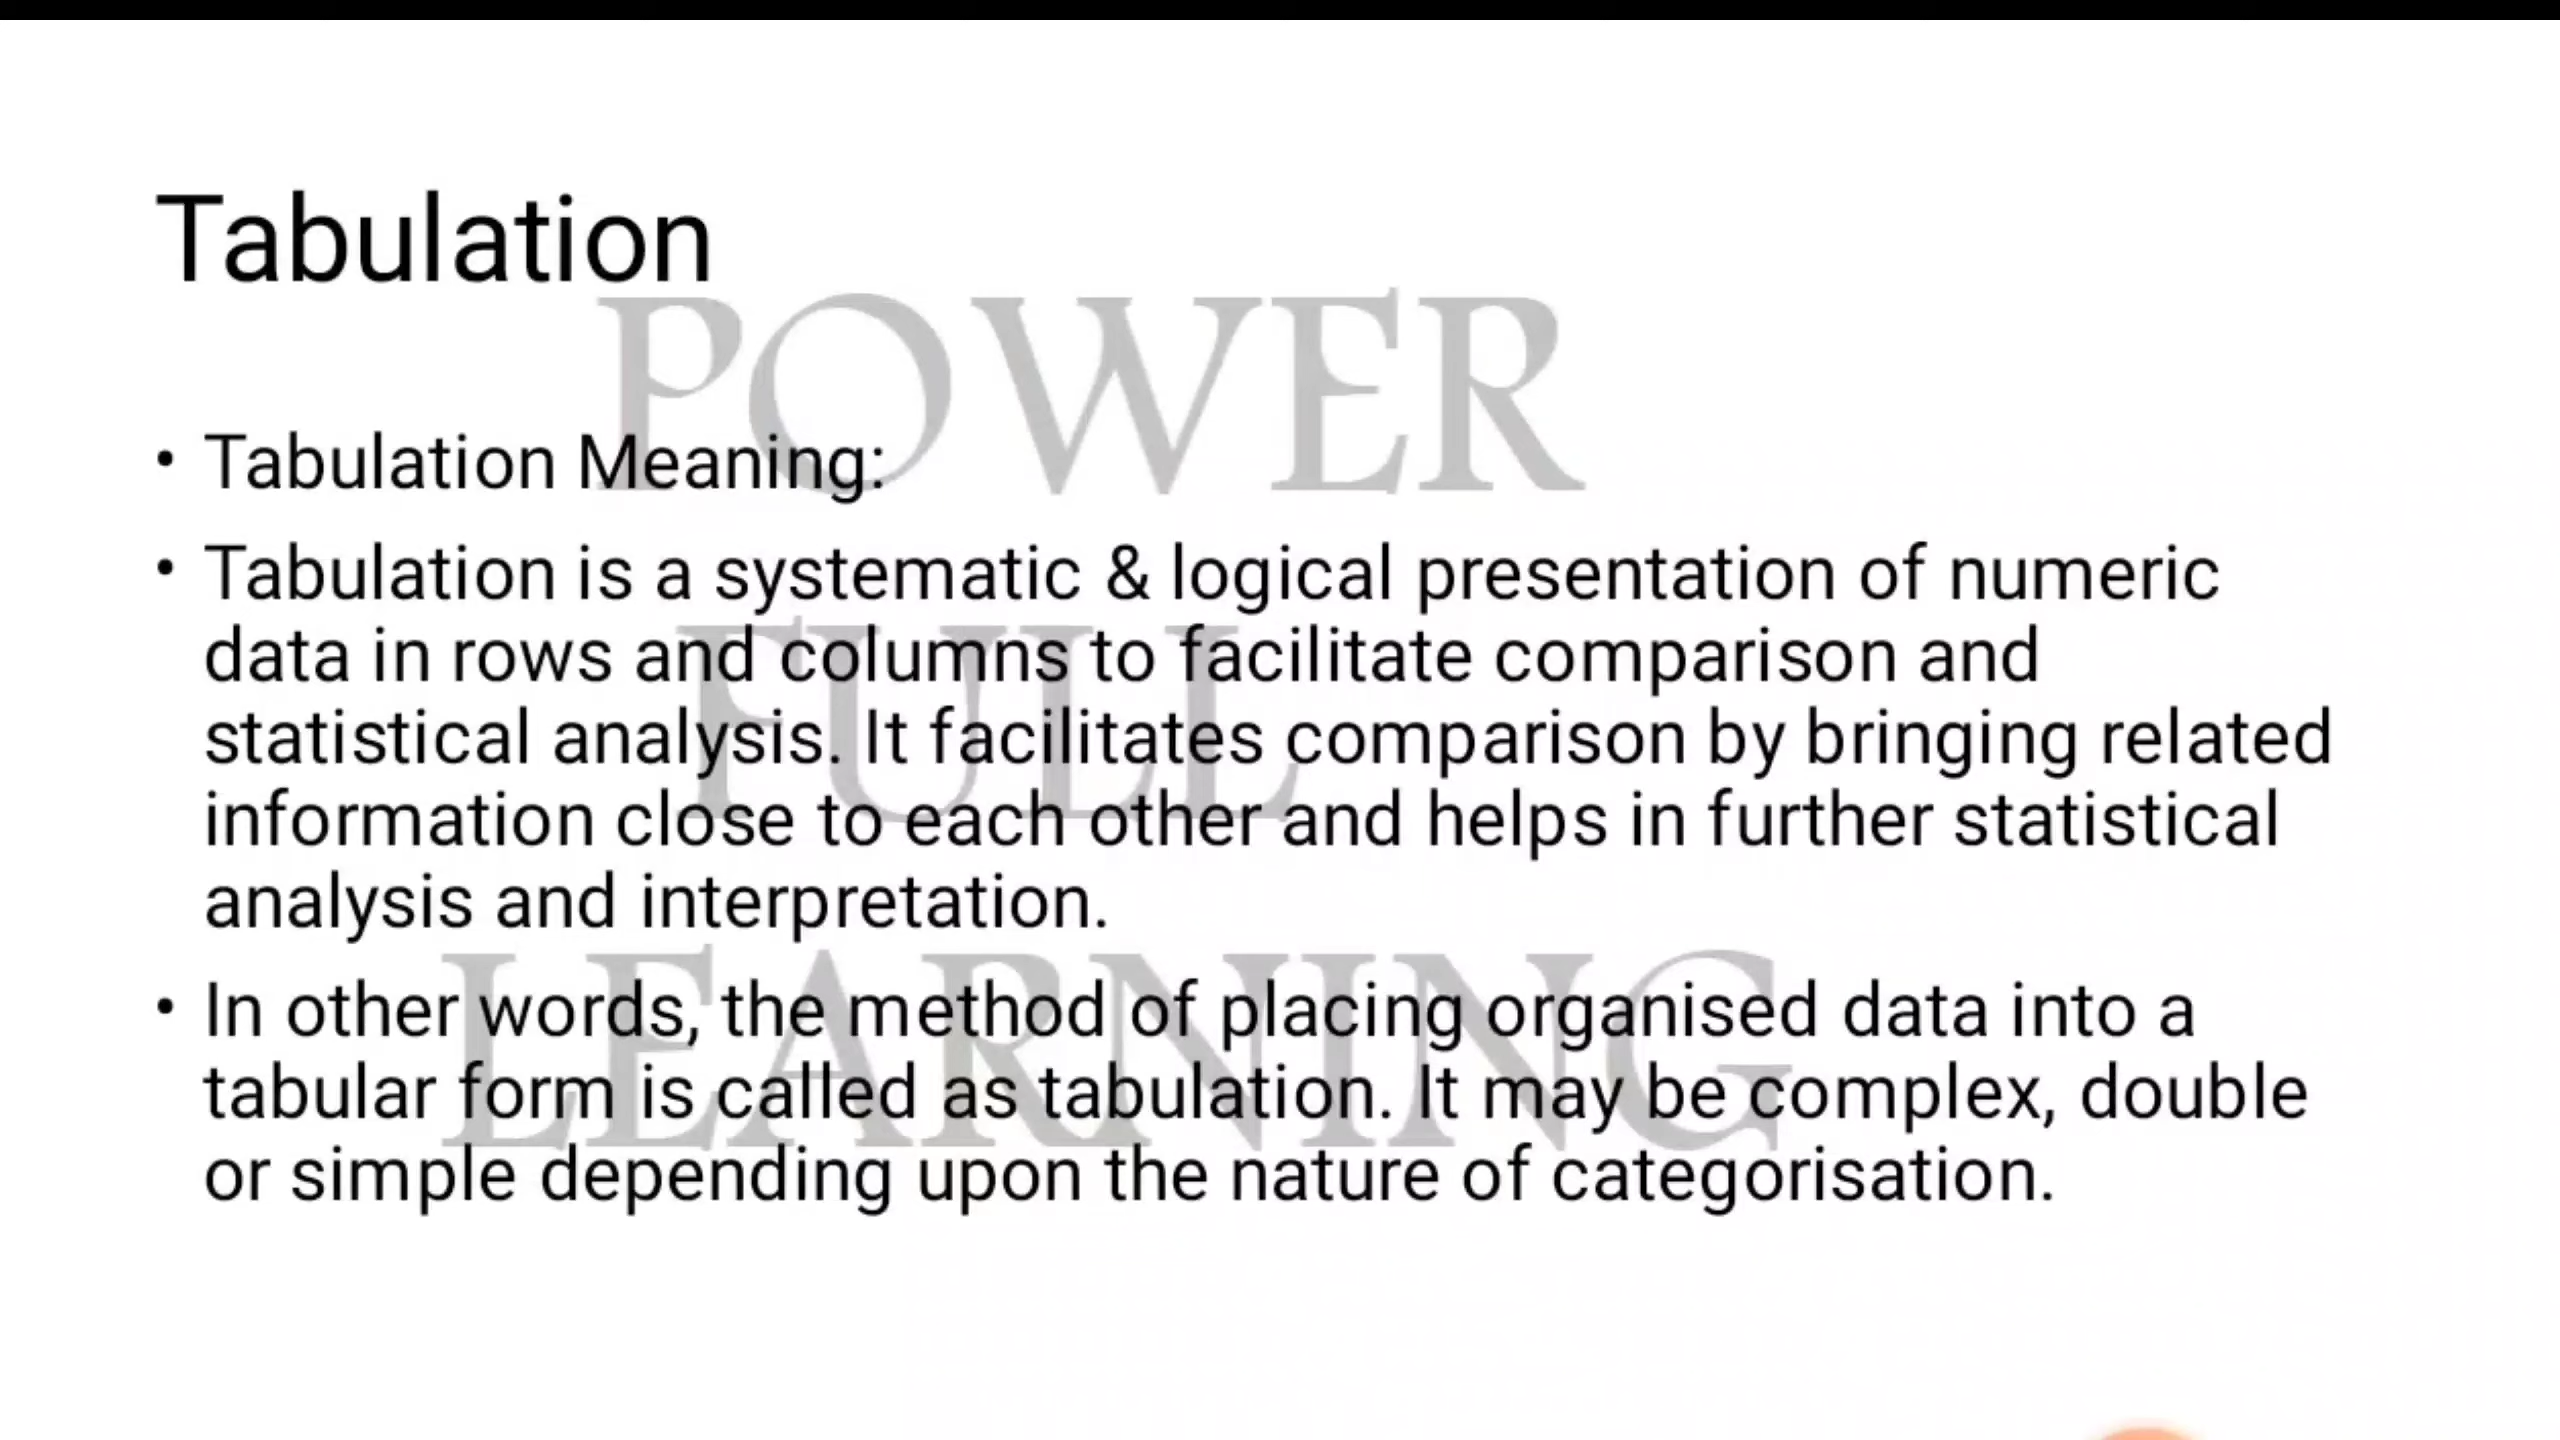 Tabulation
POWER
• Tabulation Meaning:
• Tabulation is a systematic & logical presentation of numeric
data in rows and columns to facilitate comparison and
FULL
statistical analysis. It facilitates comparison by bringing related
information close to each other and helps in further statistical
analysis and interpretation.
LEARNING
• In other words, the method of placing organised data into a
tabular form is called as tabulation. It may be complex, double
or simple depending upon the nature of categorisation.